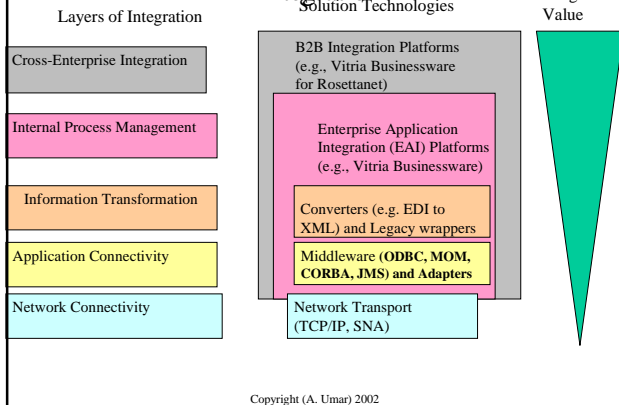 Layers of Integration
Solution Technologies
Value
Cross-Enterprise Integration
B2B Integration Platforms
(e.g., Vitria Businessware
for Rosettanet)
Internal Process Management
Enterprise Application
Integration (EAI) Platforms
(e.g., Vitria Businessware)
Information Transformation
Converters (e.g. EDI to
XML) and Legacy wrappers
Application Connectivity
Middleware (ODBC, MOM,
CORBA, JMS) and Adapters
Network Connectivity
Network Transport
(TCP/IP, SNA)
Copyright (A. Umar) 2002